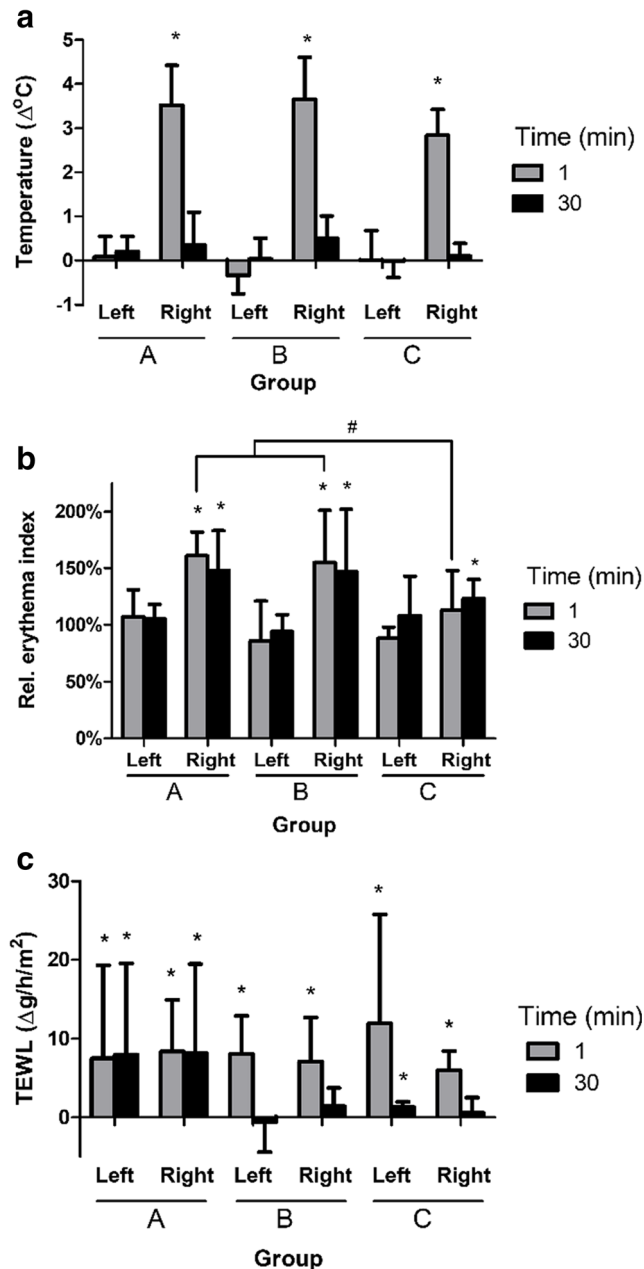 a
Temperature (Δ°C)
5
4
3
2
1
0
-1
* * *
Left Right Left Right Left Right
A B C
Group
Time (min)
1
30
b
#
Rel. erythema index
200%
150%
100%
50%
0%
* * * * *
Left Right Left Right Left Right
A B C
Group
Time (min)
1
30
c
TEWL (Δg/h/m²)
30
20
10
0
* * * * * * * * *
Left Right Left Right Left Right
A B C
Group
Time (min)
1
30